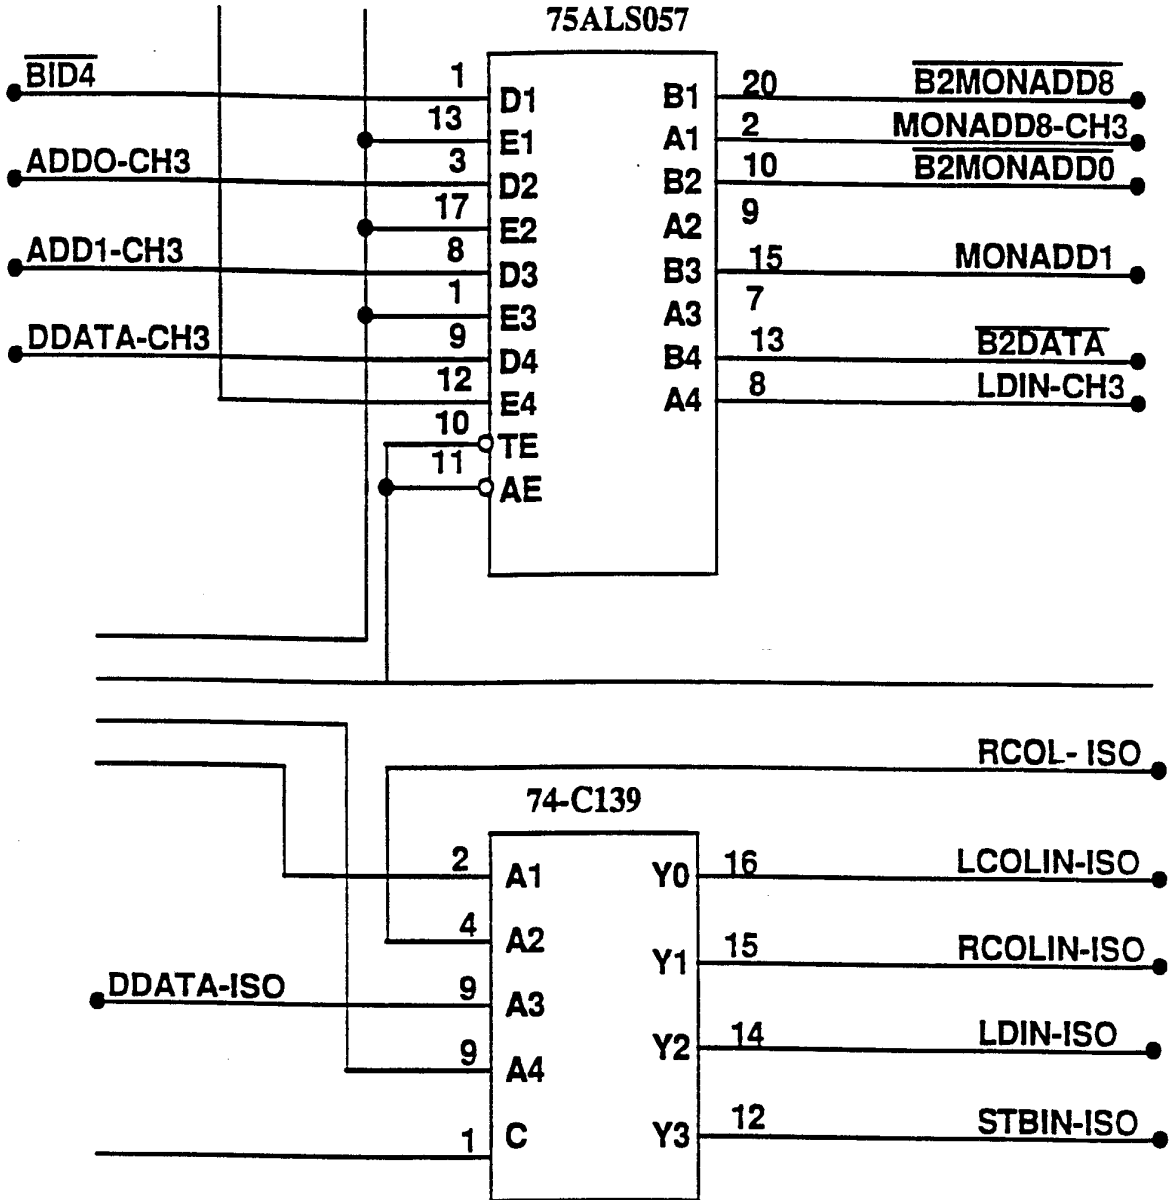 75ALS057
BID4
1
D1
B1
20
B2MONADD8
13
E1
A1
2
MONADD8-CH3
ADDO-CH3
3
D2
B2
10
B2MONADD0
17
E2
A2
9
ADD1-CH3
8
D3
B3
15
MONADD1
1
E3
A3
7
DDATA-CH3
9
D4
B4
13
B2DATA
12
E4
A4
8
LDIN-CH3
10
TE
11
AE
RCOL- ISO
74-C139
2
A1
Y0
16
LCOLIN-ISO
4
A2
Y1
15
RCOLIN-ISO
DDATA-ISO
9
A3
9
A4
Y2
14
LDIN-ISO
1
C
Y3
12
STBIN-ISO